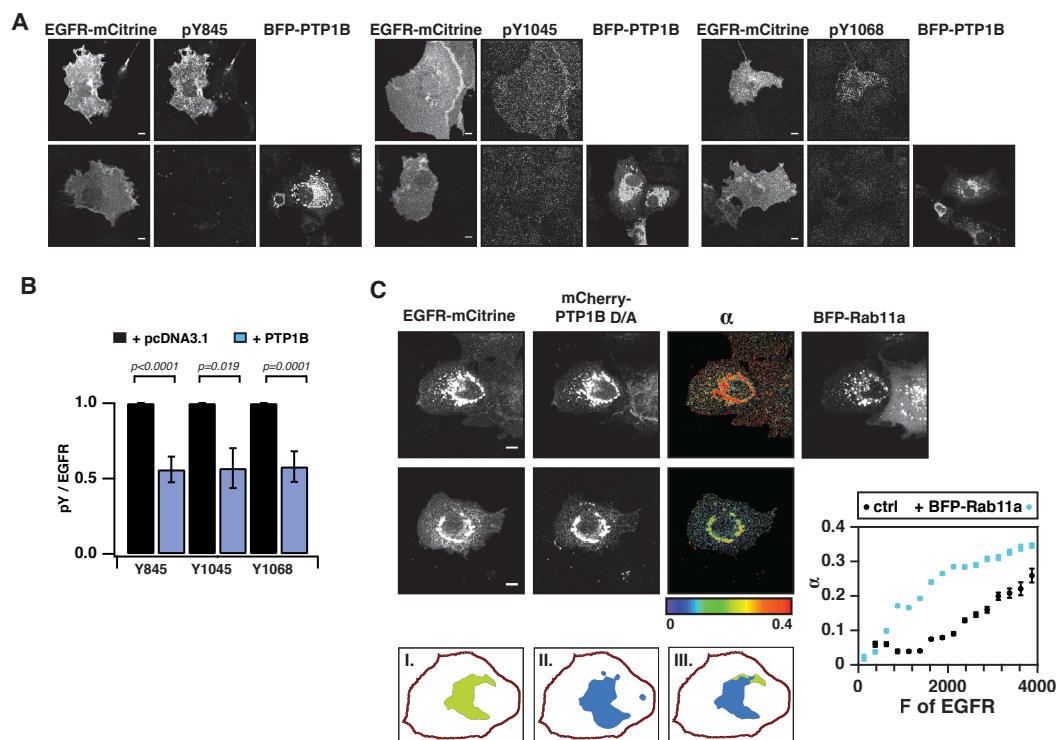 A
EGFR-mCitrine pY845 BFP-PTP1B EGFR-mCitrine pY1045 BFP-PTP1B EGFR-mCitrine pY1068 BFP-PTP1B
B
+ pcDNA3.1 + PTP1B
p<0.0001 p=0.019 p=0.0001
1.0
0.5
0.0
pY / EGFR
Y845 Y1045 Y1068
C
EGFR-mCitrine mCherry-PTP1B D/A α BFP-Rab11a
0 0.4
I. II. III.
ctrl + BFP-Rab11a
0.4
0.3
0.2
0.1
0
α
0 2000 4000
F of EGFR